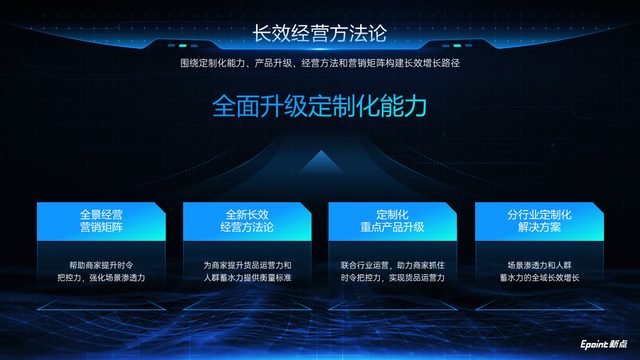 长效经营方法论
围绕定制化能力、产品升级、经营方法和营销矩阵构建长效增长路径
全面升级定制化能力
全景经营
营销矩阵
帮助商家提升时令
把控力，强化场景渗透力
全新长效
经营方法论
为商家提升货品运营力和
人群蓄水力提供衡量标准
定制化
重点产品升级
联合行业运营，助力商家抓住
时令把控力，实现货品运营力
分行业定制化
解决方案
场景渗透力和人群
蓄水力的全域长效增长
Epoint 新点